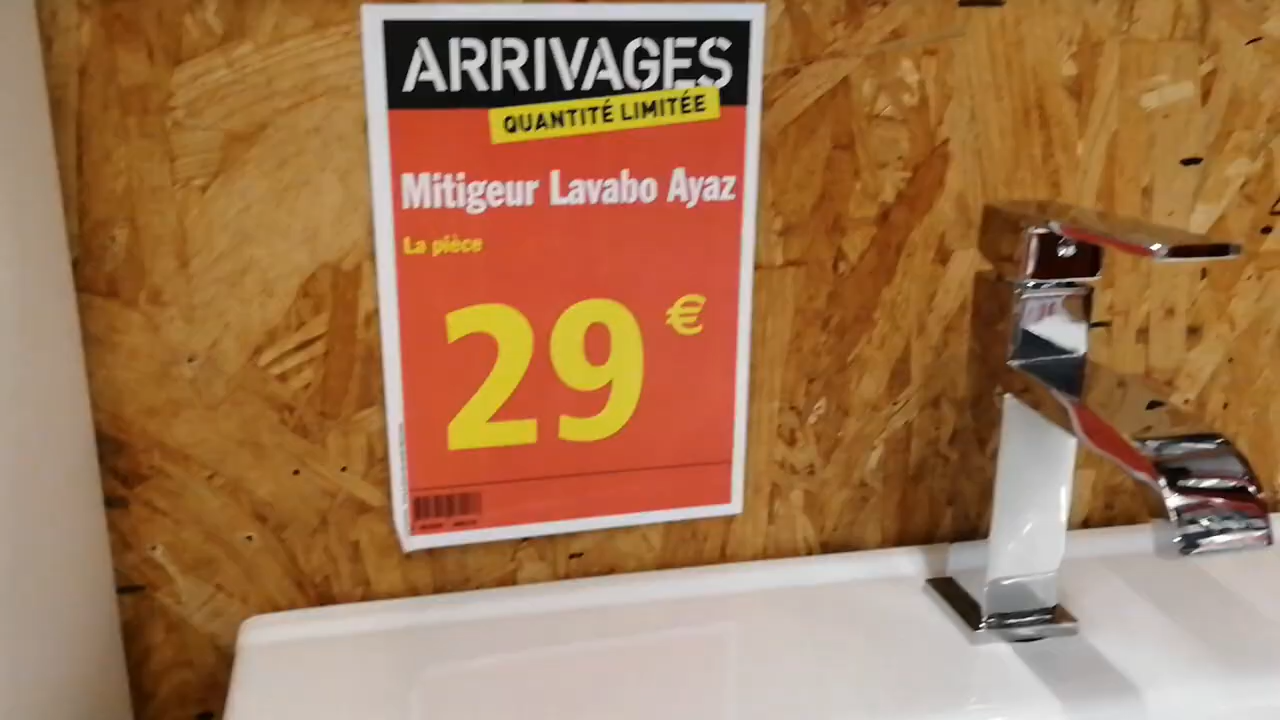 ARRIVAGES
QUANTITÉ LIMITÉE
Mitigeur Lavabo Ayaz
La pièce
29 €